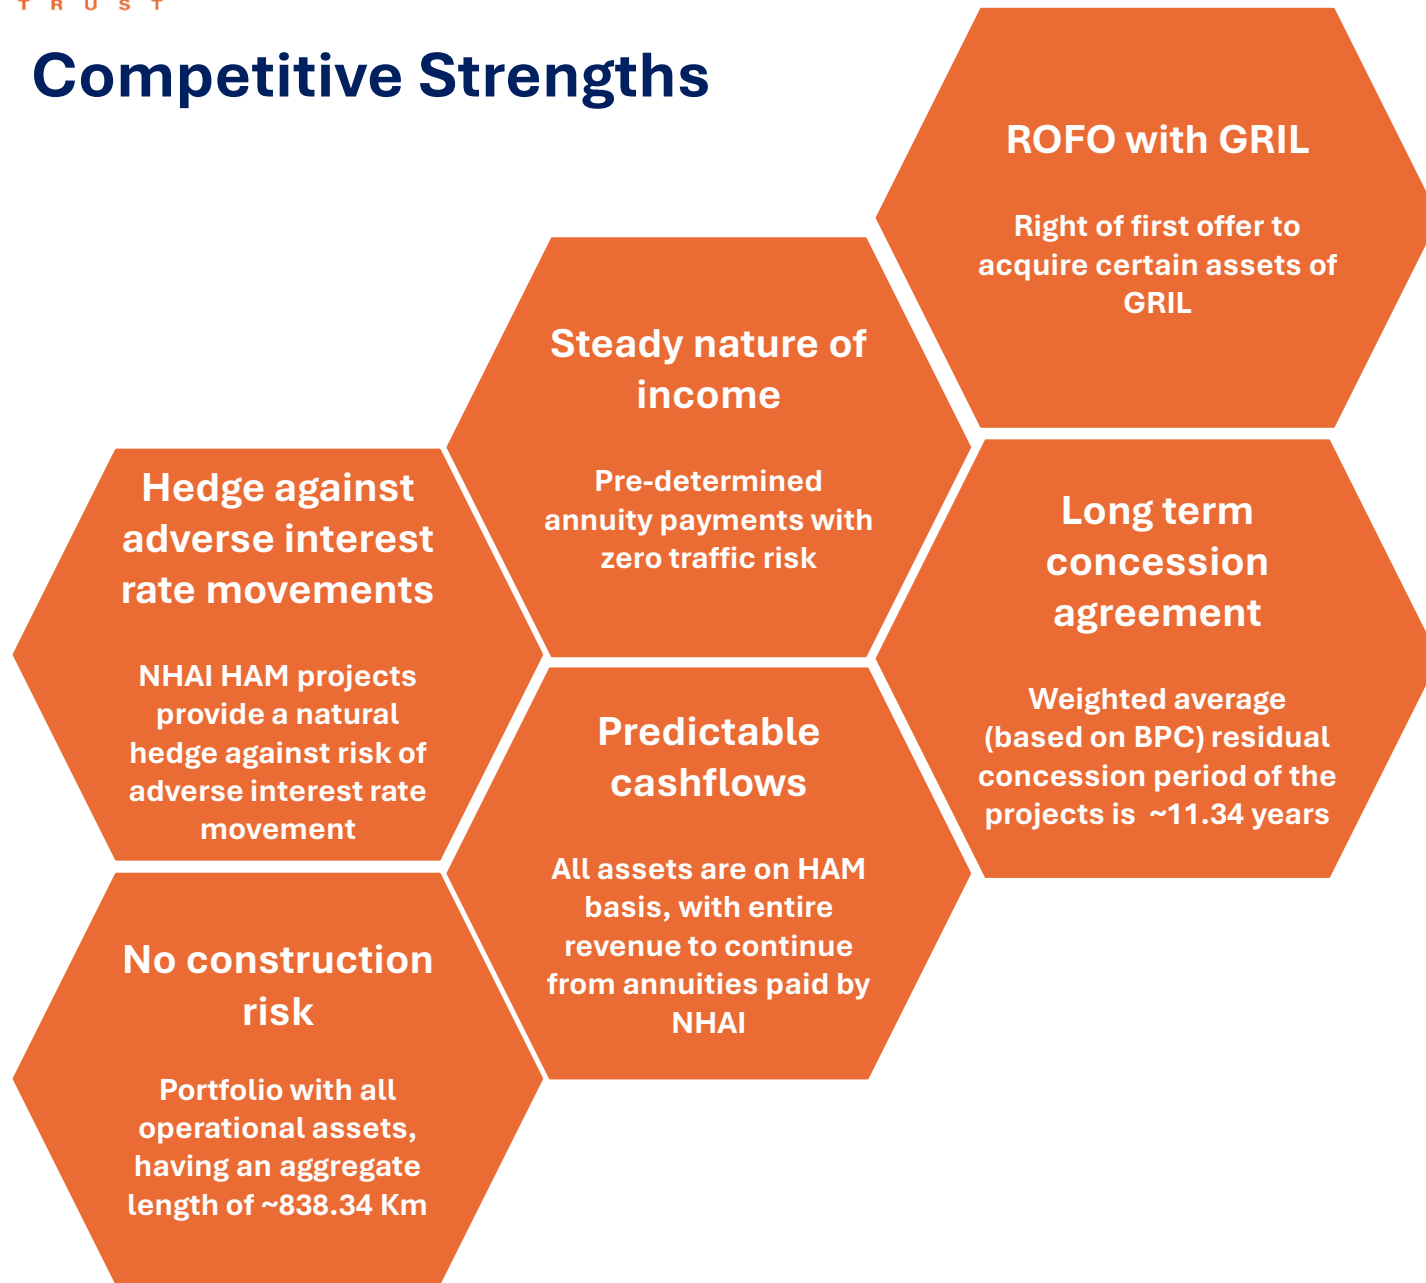 TRUST
Competitive Strengths
ROFO with GRIL
Right of first offer to
acquire certain assets of
GRIL
Steady nature of
income
Pre-determined
annuity payments with
zero traffic risk
Hedge against
adverse interest
rate movements
NHAI HAM projects
provide a natural
hedge against risk of
adverse interest rate
movement
Long term
concession
agreement
Weighted average
(based on BPC) residual
concession period of the
projects is ~11.34 years
Predictable
cashflows
All assets are on HAM
basis, with entire
revenue to continue
from annuities paid by
NHAI
No construction
risk
Portfolio with all
operational assets,
having an aggregate
length of ~838.34 Km